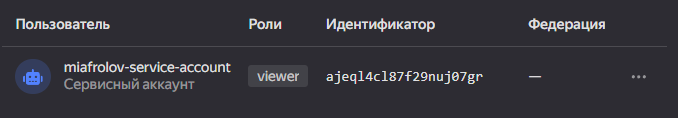 Пользователь Роли Идентификатор Федерация
miafrolov-service-account viewer ajeql4cl87f29nuj07gr —
Сервисный аккаунт